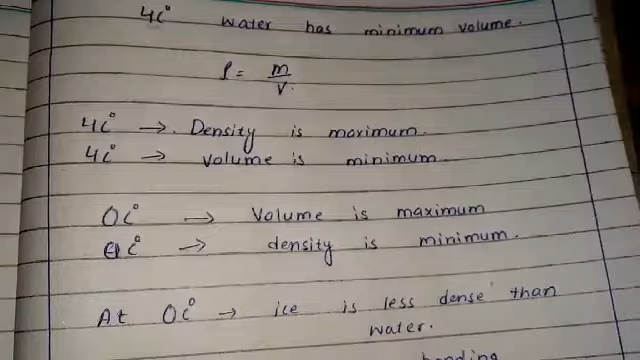 4c° water has minimum volume.
ρ = m/v.
4c° → Density is maximum.
4c° → volume is minimum
0c° → Volume is maximum
0c° → density is minimum.
At 0c° → ice is less dense than
water.
bonding